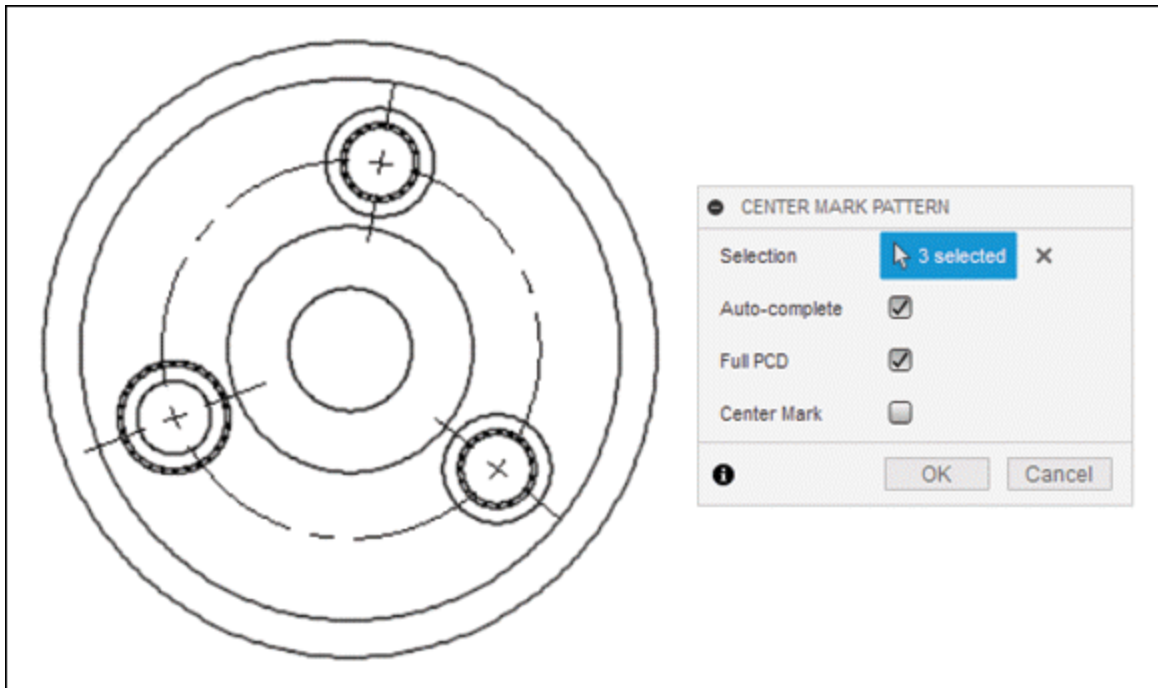 CENTER MARK PATTERN
Selection 3 selected
Auto-complete
Full PCD
Center Mark
OK Cancel